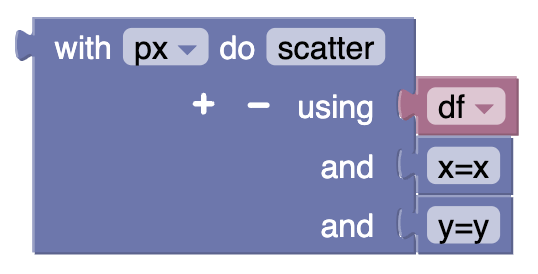 with px do scatter
+ - using df
and x=x
and y=y